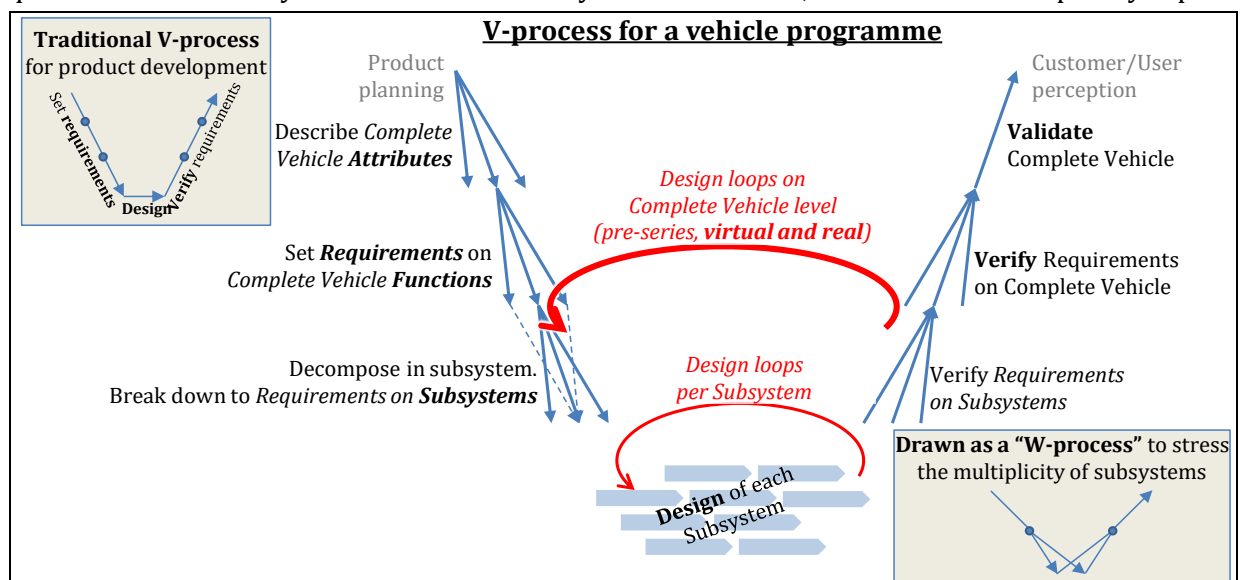 V-process for a vehicle programme
Traditional V-process
for product development
Set requirements
Design
Verify requirements
Product
planning
Describe Complete
Vehicle Attributes
Set Requirements on
Complete Vehicle Functions
Decompose in subsystem.
Break down to Requirements on Subsystems
Design loops on
Complete Vehicle level
(pre-series, virtual and real)
Design loops
per Subsystem
Design of each
Subsystem
Customer/User
perception
Validate
Complete Vehicle
Verify Requirements
on Complete Vehicle
Verify Requirements
on Subsystems
Drawn as a “W-process” to stress
the multiplicity of subsystems